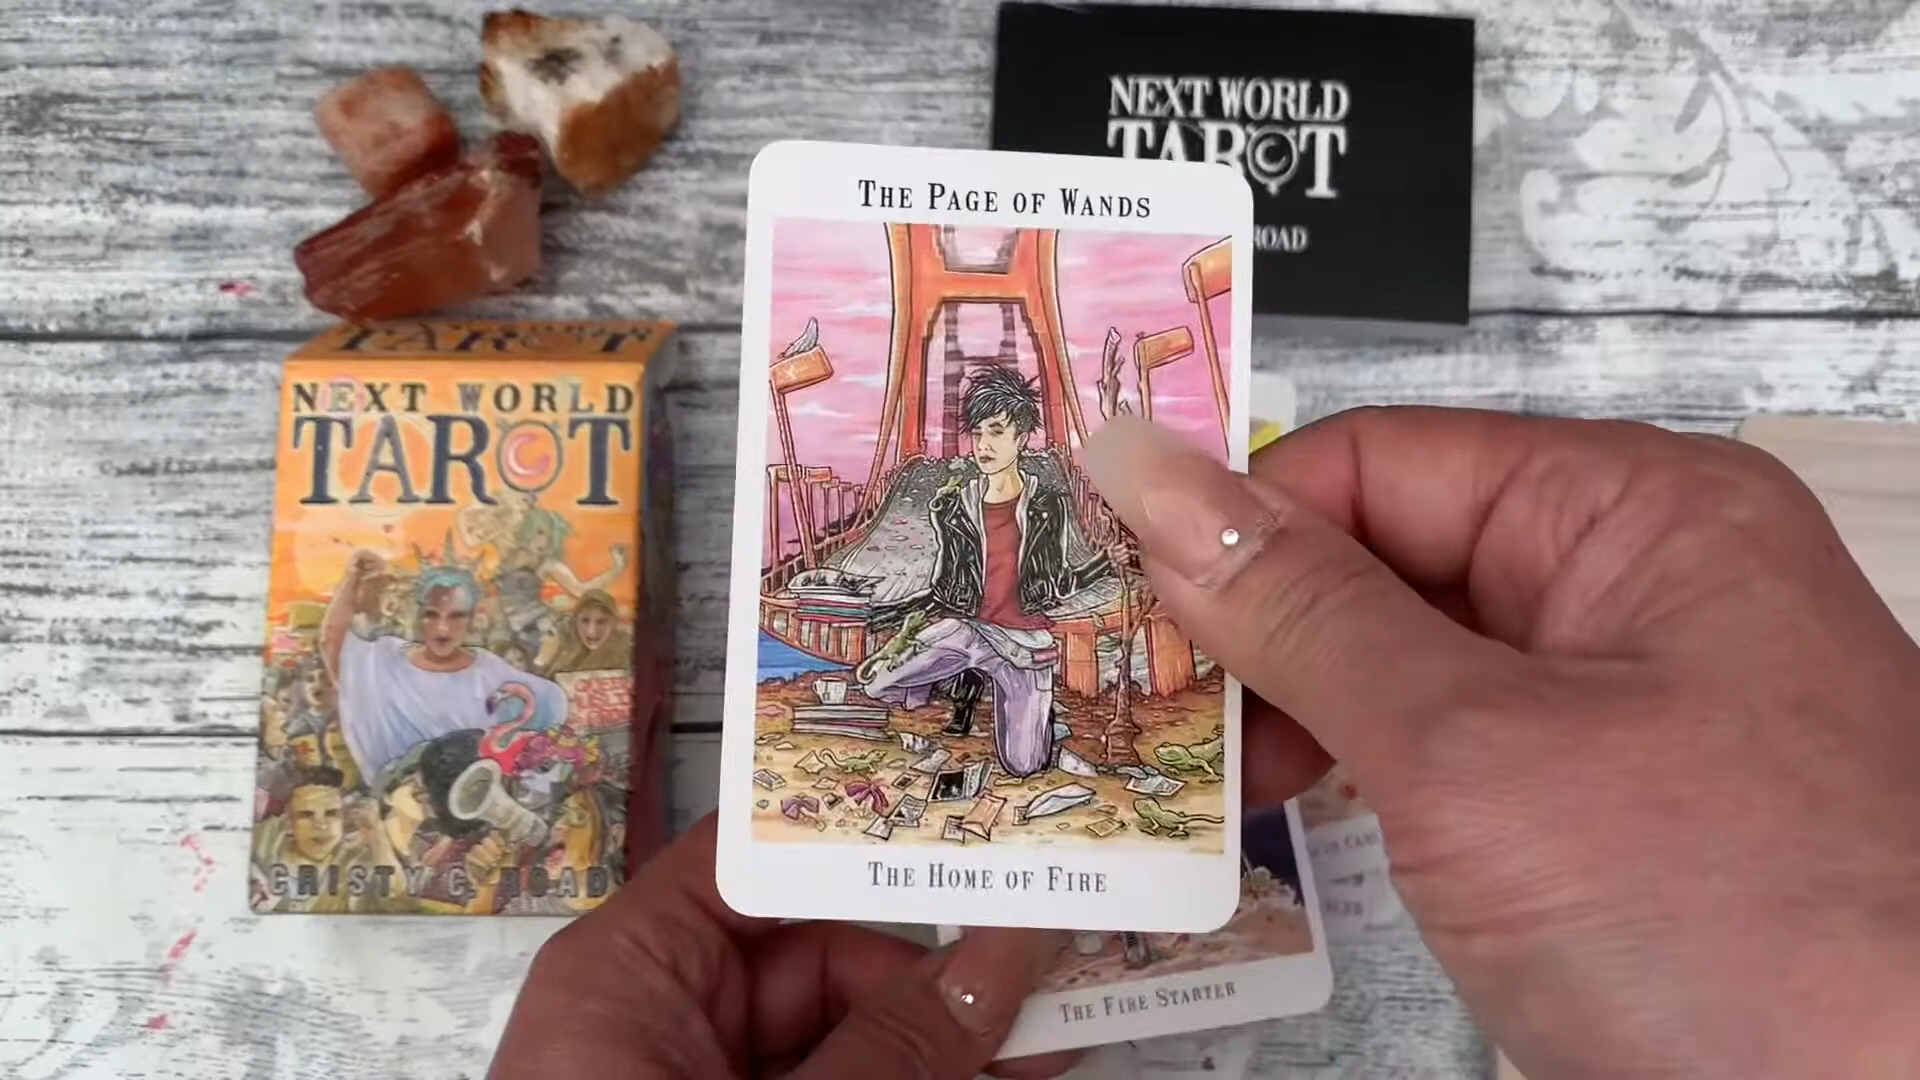 NEXT WORLD
TAROT
ROAD
THE PAGE OF WANDS
THE HOME OF FIRE
TAROT
NEXT WORLD
TAROT
CRISTY C. ROAD
THE FIRE STARTER